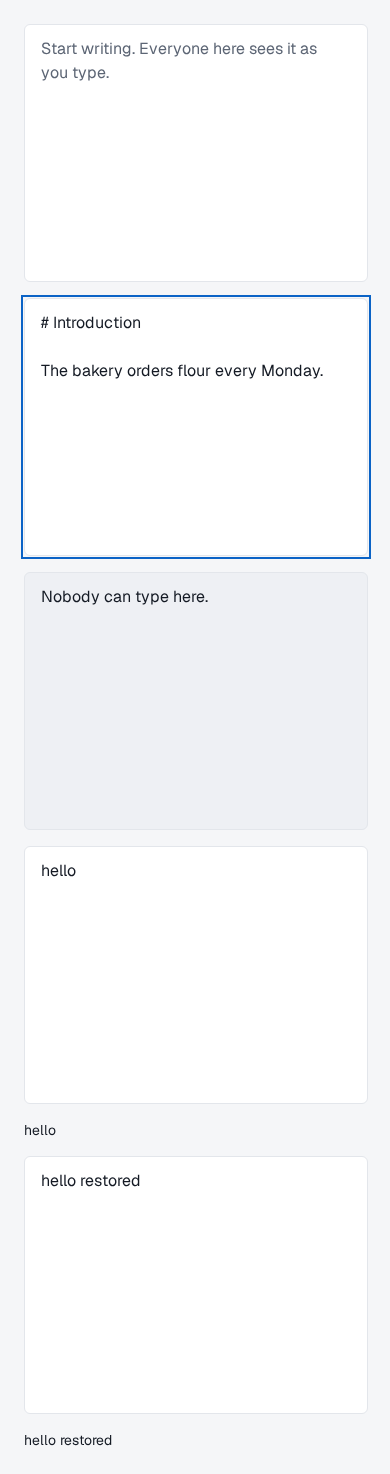 Start writing. Everyone here sees it as
you type.
# Introduction
The bakery orders flour every Monday.
Nobody can type here.
hello
hello
hello restored
hello restored